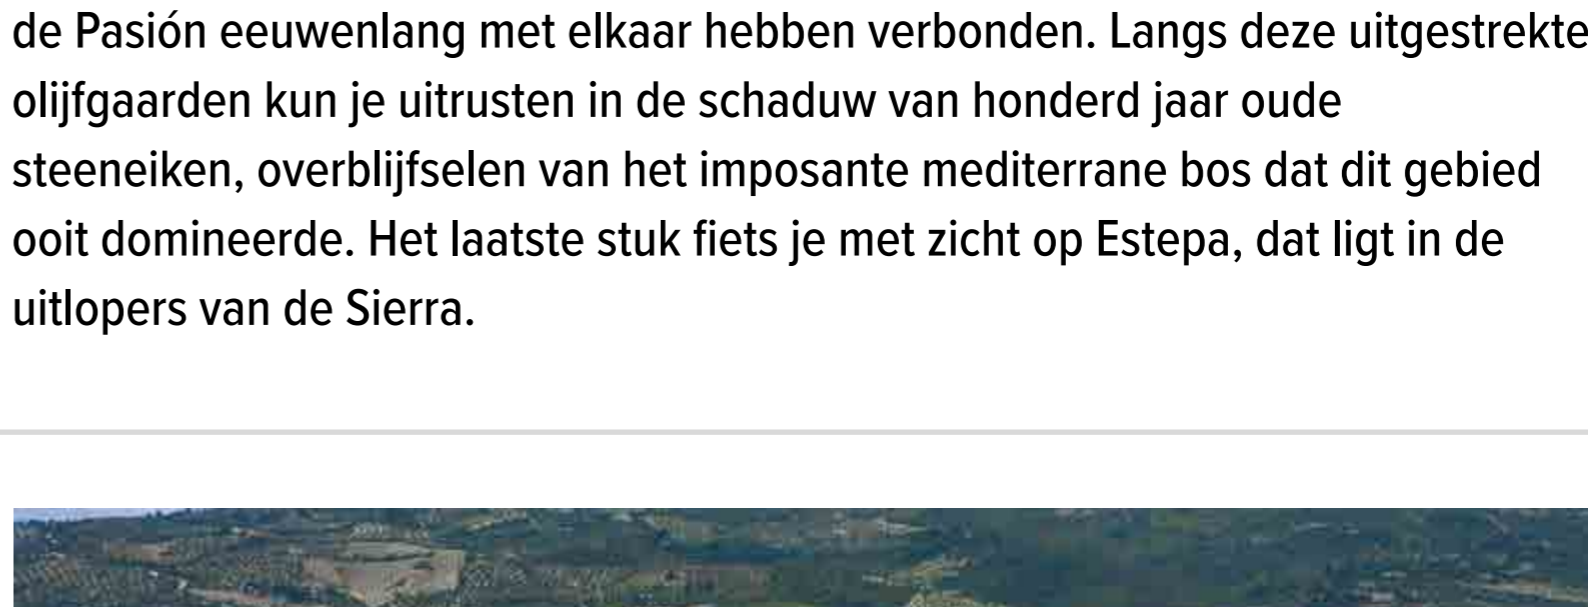 de Pasión eeuwenlang met elkaar hebben verbonden. Langs deze uitgestrekte
olijfgaarden kun je uitrusten in de schaduw van honderd jaar oude
steeneiken, overblijfselen van het imposante mediterrane bos dat dit gebied
ooit domineerde. Het laatste stuk fiets je met zicht op Estepa, dat ligt in de
uitlopers van de Sierra.